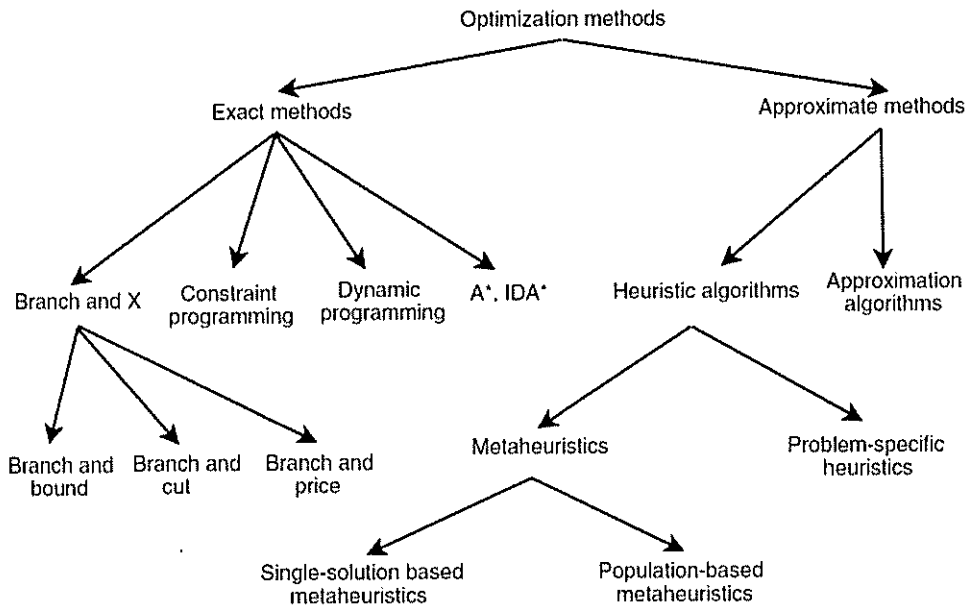 Optimization methods
Exact methods
Approximate methods
Branch and X
Constraint
programming
Dynamic
programming
A*, IDA*
Heuristic algorithms
Approximation
algorithms
Branch and
bound
Branch and
cut
Branch and
price
Metaheuristics
Problem-specific
heuristics
Single-solution based
metaheuristics
Population-based
metaheuristics